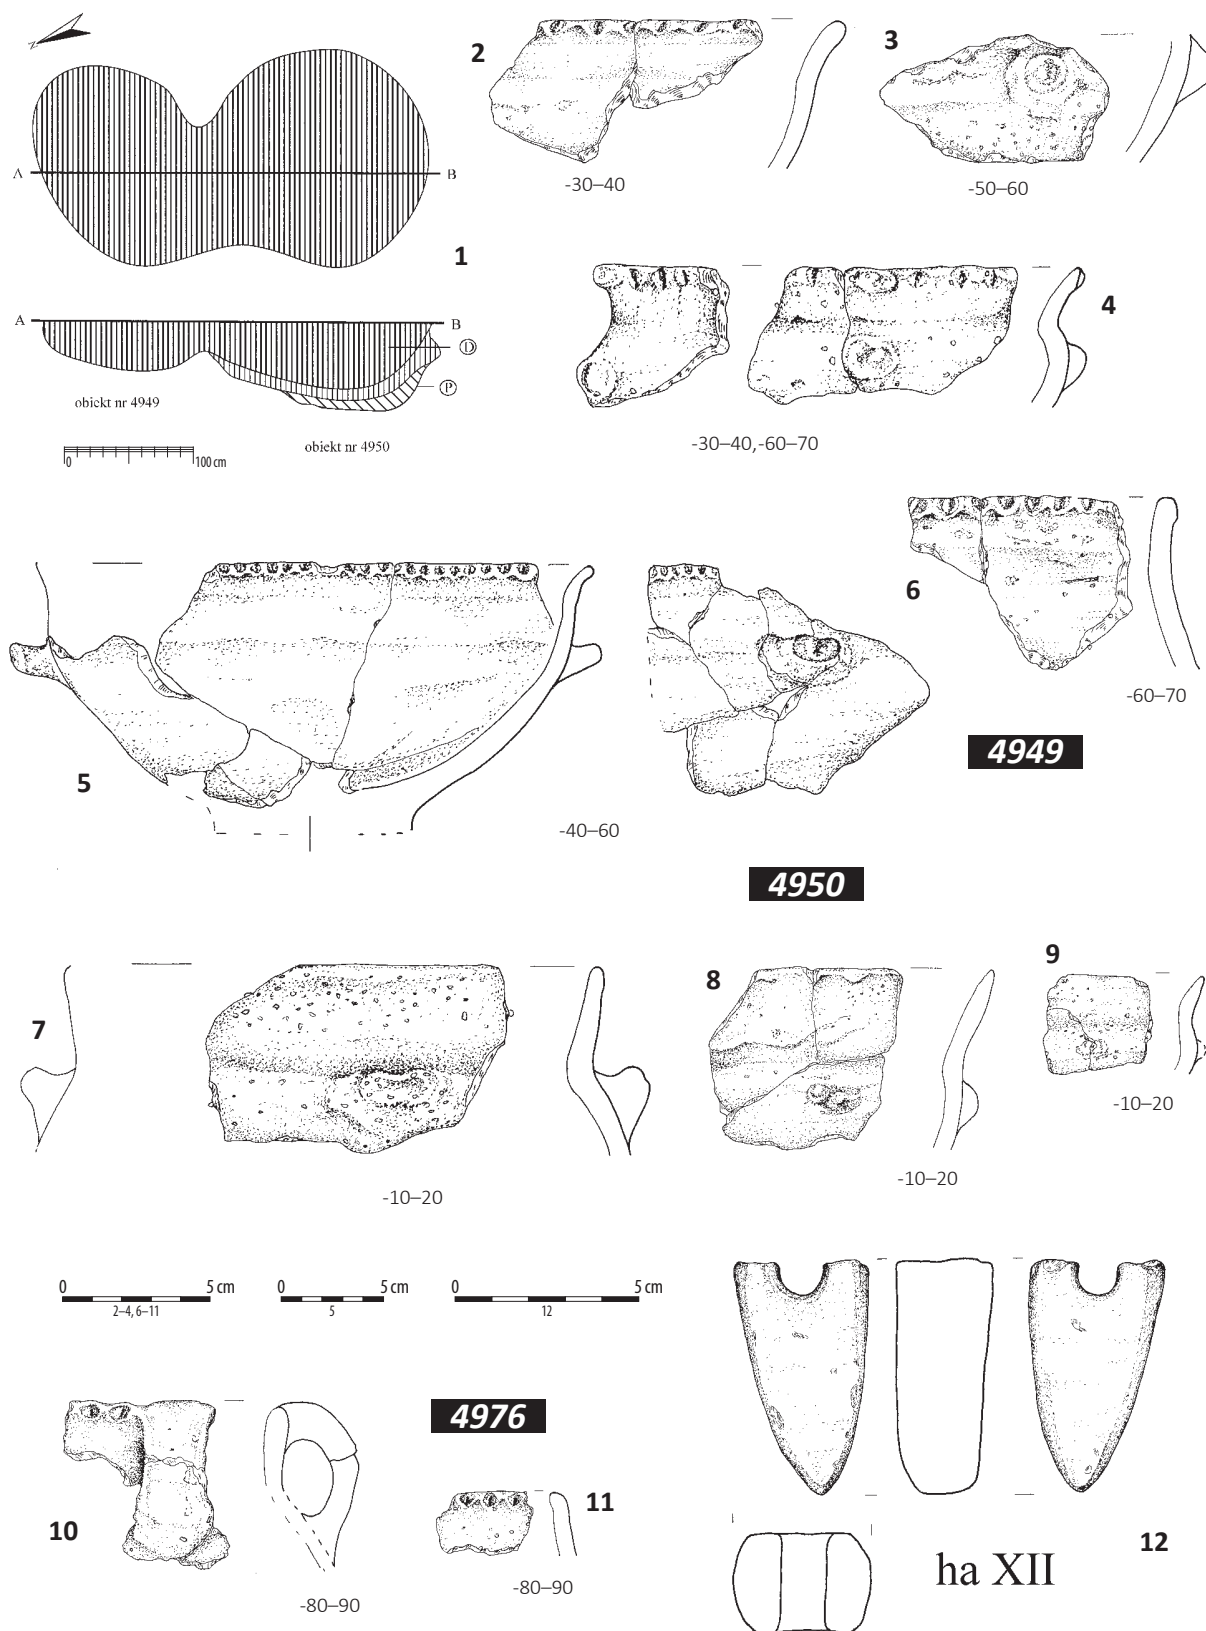 2
3
A
B
-30–40
-50–60
1
A
B
D
P
obiekt nr 4949
obiekt nr 4950
0
100 cm
4
-30–40,-60–70
6
-60–70
4949
5
-40–60
4950
7
8
9
-10–20
-10–20
-10–20
0 5 cm
2–4, 6–11
0 5 cm
5
0 5 cm
12
4976
10
11
-80–90
-80–90
12
ha XII